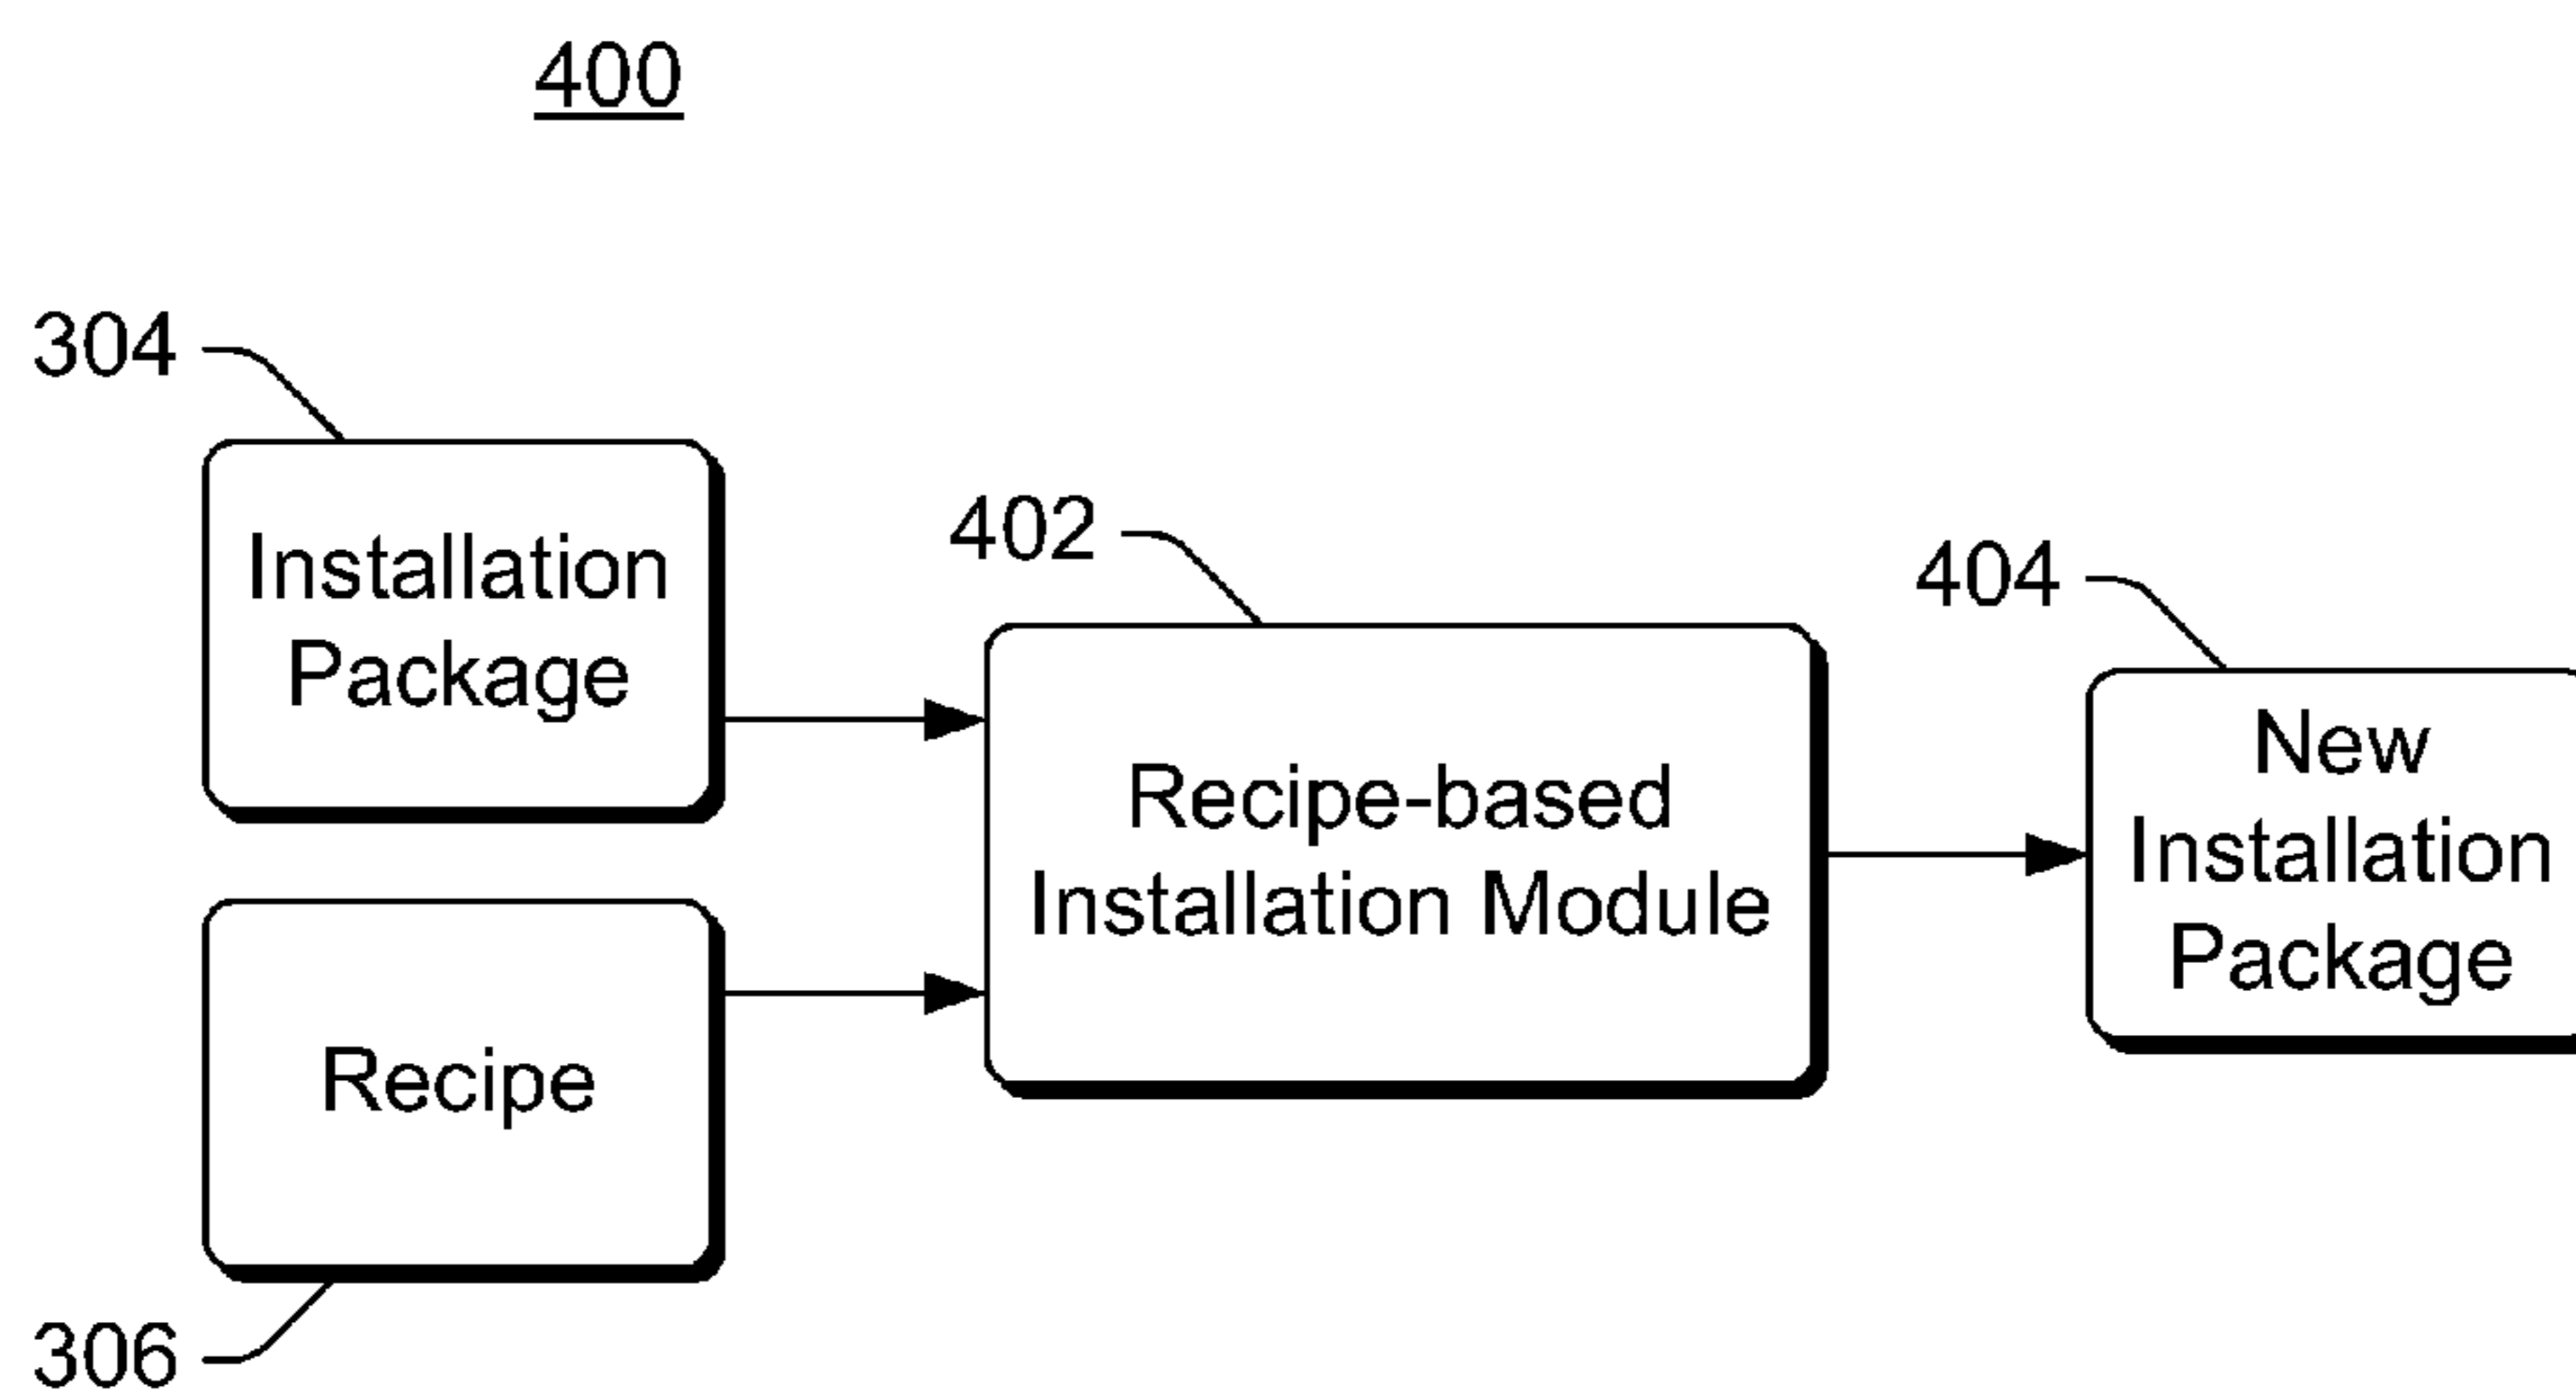 400
304
Installation
Package
402
Recipe-based
Installation Module
404
New
Installation
Package
Recipe
306